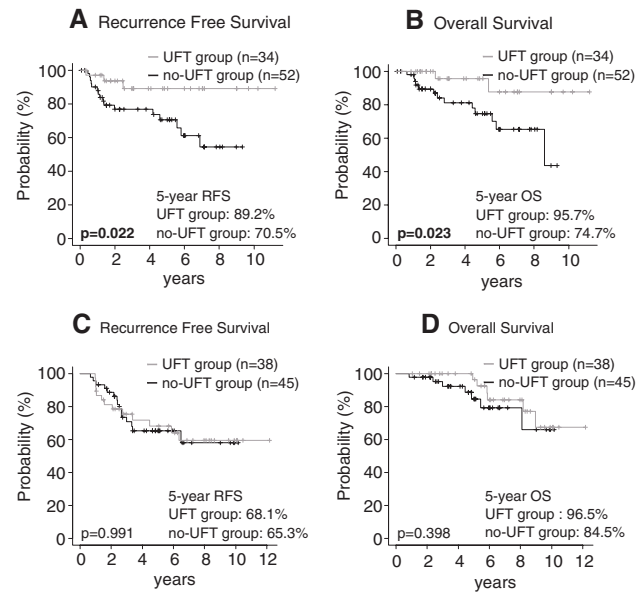 A Recurrence Free Survival
UFT group (n=34)
no-UFT group (n=52)
Probability (%)
100
80
60
40
20
0
5-year RFS
UFT group: 89.2%
p=0.022 no-UFT group: 70.5%
0 2 4 6 8 10
years
B Overall Survival
UFT group (n=34)
no-UFT group (n=52)
Probability (%)
100
80
60
40
20
0
5-year OS
UFT group: 95.7%
p=0.023 no-UFT group: 74.7%
0 2 4 6 8 10
years
C Recurrence Free Survival
UFT group (n=38)
no-UFT group (n=45)
Probability (%)
100
80
60
40
20
0
5-year RFS
UFT group: 68.1%
p=0.991 no-UFT group: 65.3%
0 2 4 6 8 10 12
years
D Overall Survival
UFT group (n=38)
no-UFT group (n=45)
Probability (%)
100
80
60
40
20
0
5-year OS
UFT group : 96.5%
p=0.398 no-UFT group: 84.5%
0 2 4 6 8 10 12
years